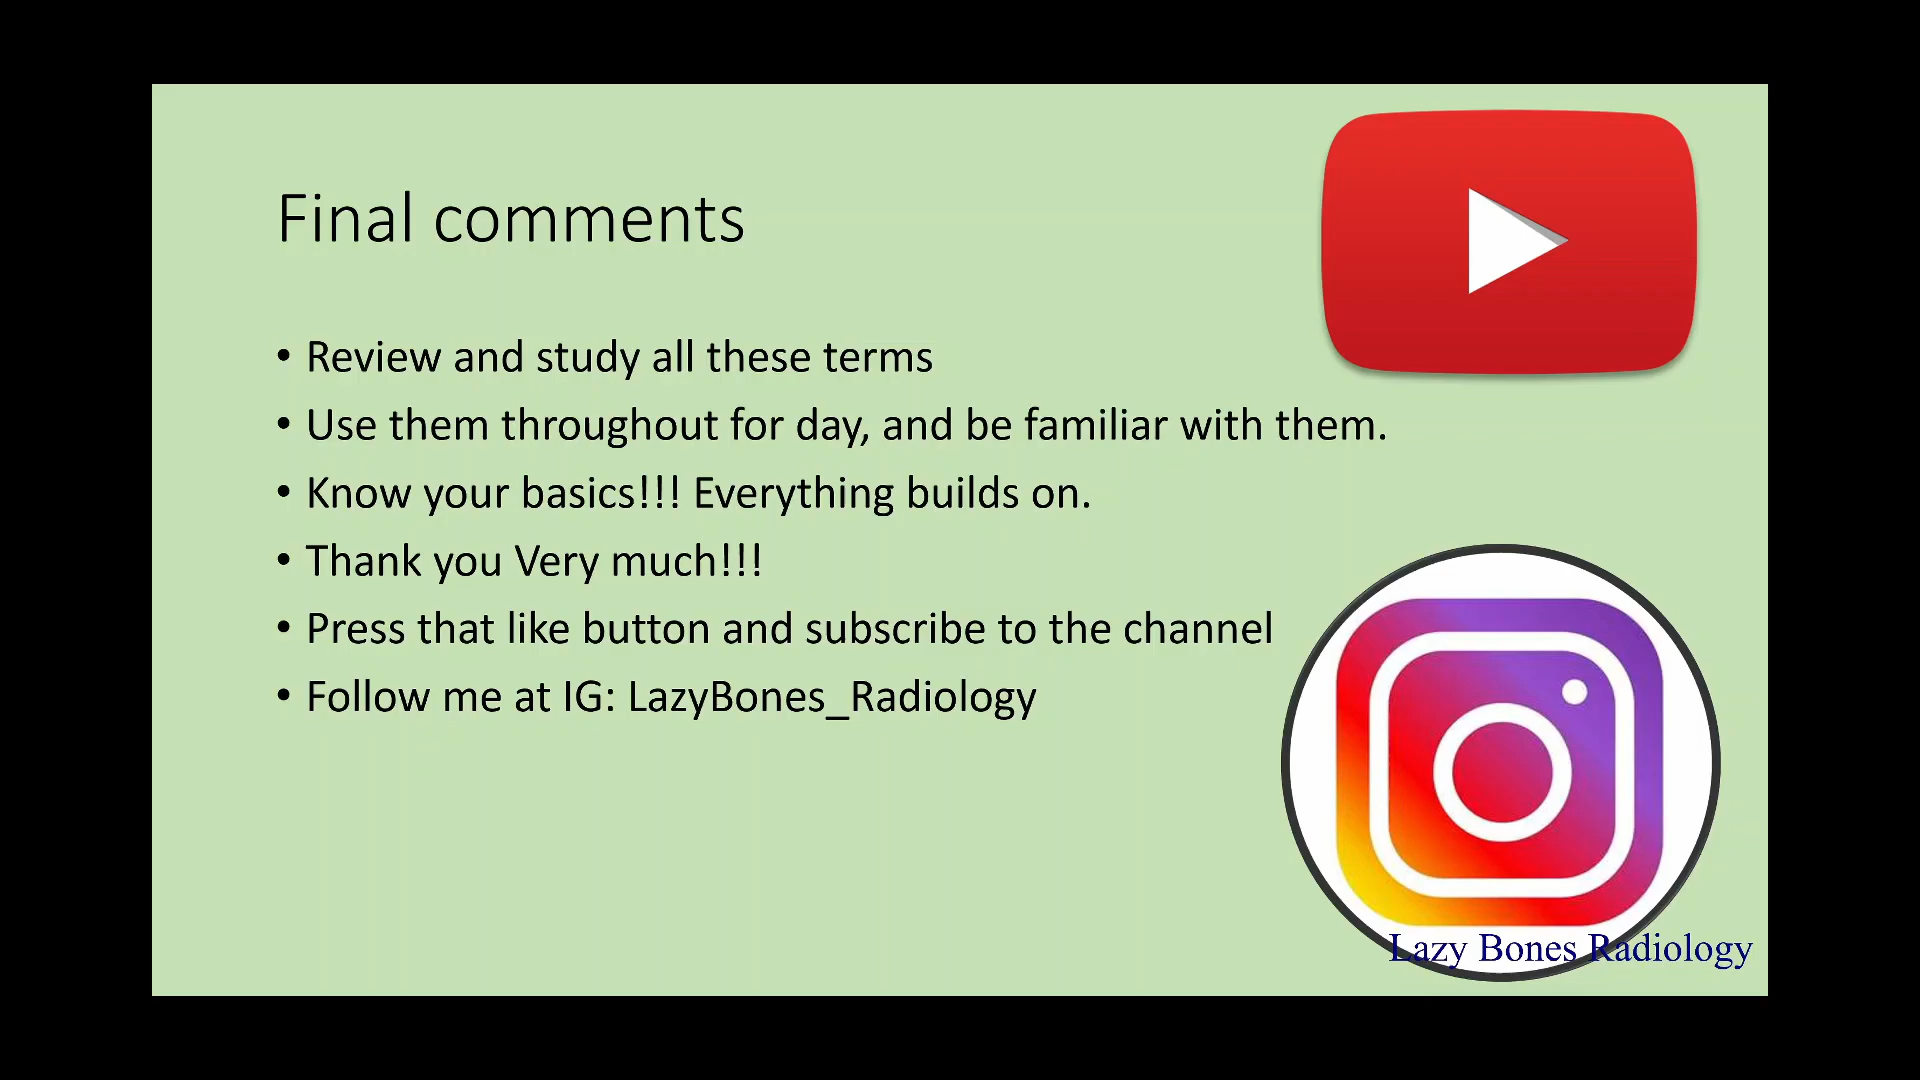 Final comments
• Review and study all these terms
• Use them throughout for day, and be familiar with them.
• Know your basics!!! Everything builds on.
• Thank you Very much!!!
• Press that like button and subscribe to the channel
• Follow me at IG: LazyBones_Radiology
Lazy Bones Radiology